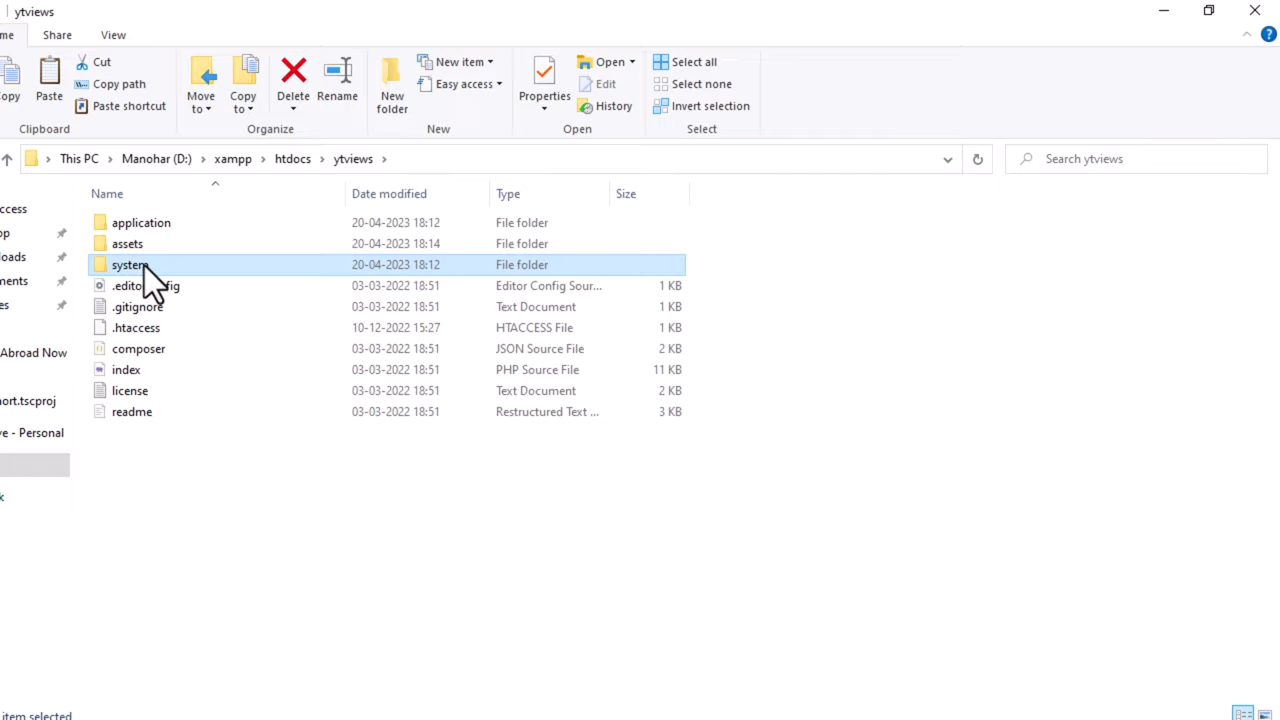 ytviews
me Share View
Cut
Copy path
Paste shortcut
opy Paste
Clipboard
Move to
Copy to
Delete
Rename
Organize
New folder
New item
Easy access
New
Properties
Open
Edit
History
Open
Select all
Select none
Invert selection
Select
This PC > Manohar (D:) > xampp > htdocs > ytviews >
Search ytviews
Name Date modified Type Size
application 20-04-2023 18:12 File folder
assets 20-04-2023 18:14 File folder
system 20-04-2023 18:12 File folder
.editorconfig 03-03-2022 18:51 Editor Config Sour... 1 KB
.gitignore 03-03-2022 18:51 Text Document 1 KB
.htaccess 10-12-2022 15:27 HTACCESS File 1 KB
composer 03-03-2022 18:51 JSON Source File 2 KB
index 03-03-2022 18:51 PHP Source File 11 KB
license 03-03-2022 18:51 Text Document 2 KB
readme 03-03-2022 18:51 Restructured Text ... 3 KB
ccess
pp
loads
ments
es
Abroad Now
ort.tscproj
ve - Personal
k
item selected